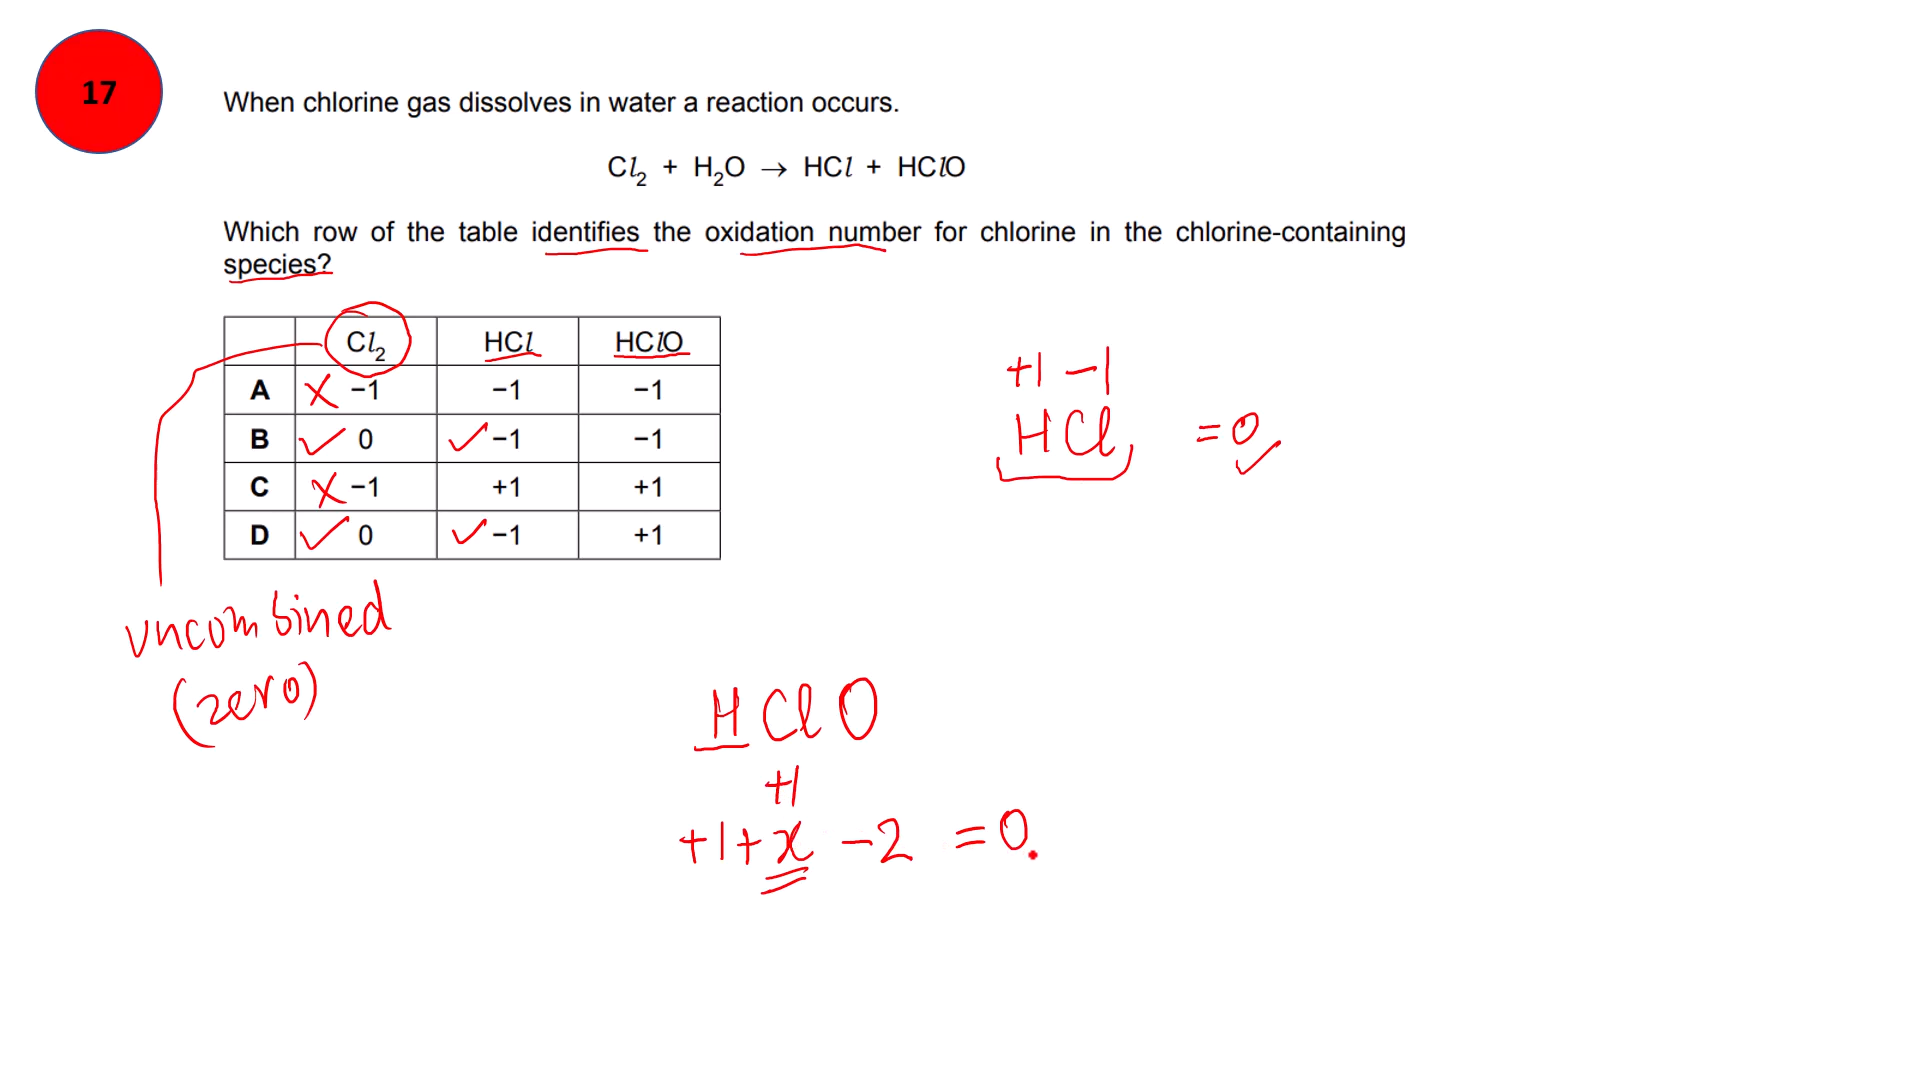 17
When chlorine gas dissolves in water a reaction occurs.
Cl₂ + H₂O → HCl + HClO
Which row of the table identifies the oxidation number for chlorine in the chlorine-containing
species?
Cl₂ HCl HClO
A x −1 −1 −1
B ✓ 0 ✓ −1 −1
C x −1 +1 +1
D ✓ 0 ✓ −1 +1
+1 −1
HCl = 0 ✓
uncombined
(zero)
HClO
+1
+1 + x − 2 = 0